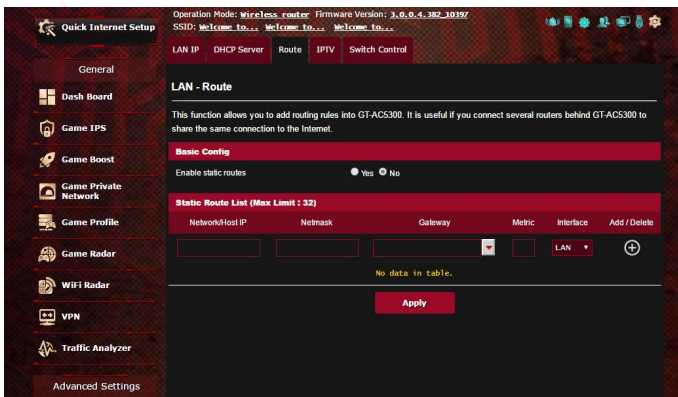 Quick Internet Setup
Operation Mode: Wireless router Firmware Version: 3.0.0.4.382_10397
SSID: Welcome to... Welcome to... Welcome to...
LAN IP DHCP Server Route IPTV Switch Control
General
Dash Board
Game IPS
Game Boost
Game Private
Network
Game Profile
Game Radar
WiFi Radar
VPN
Traffic Analyzer
Advanced Settings
LAN - Route
This function allows you to add routing rules into GT-AC5300. It is useful if you connect several routers behind GT-AC5300 to
share the same connection to the Internet.
Basic Config
Enable static routes Yes No
Static Route List (Max Limit : 32)
Network/Host IP Netmask Gateway Metric Interface Add / Delete
LAN
No data in table.
Apply